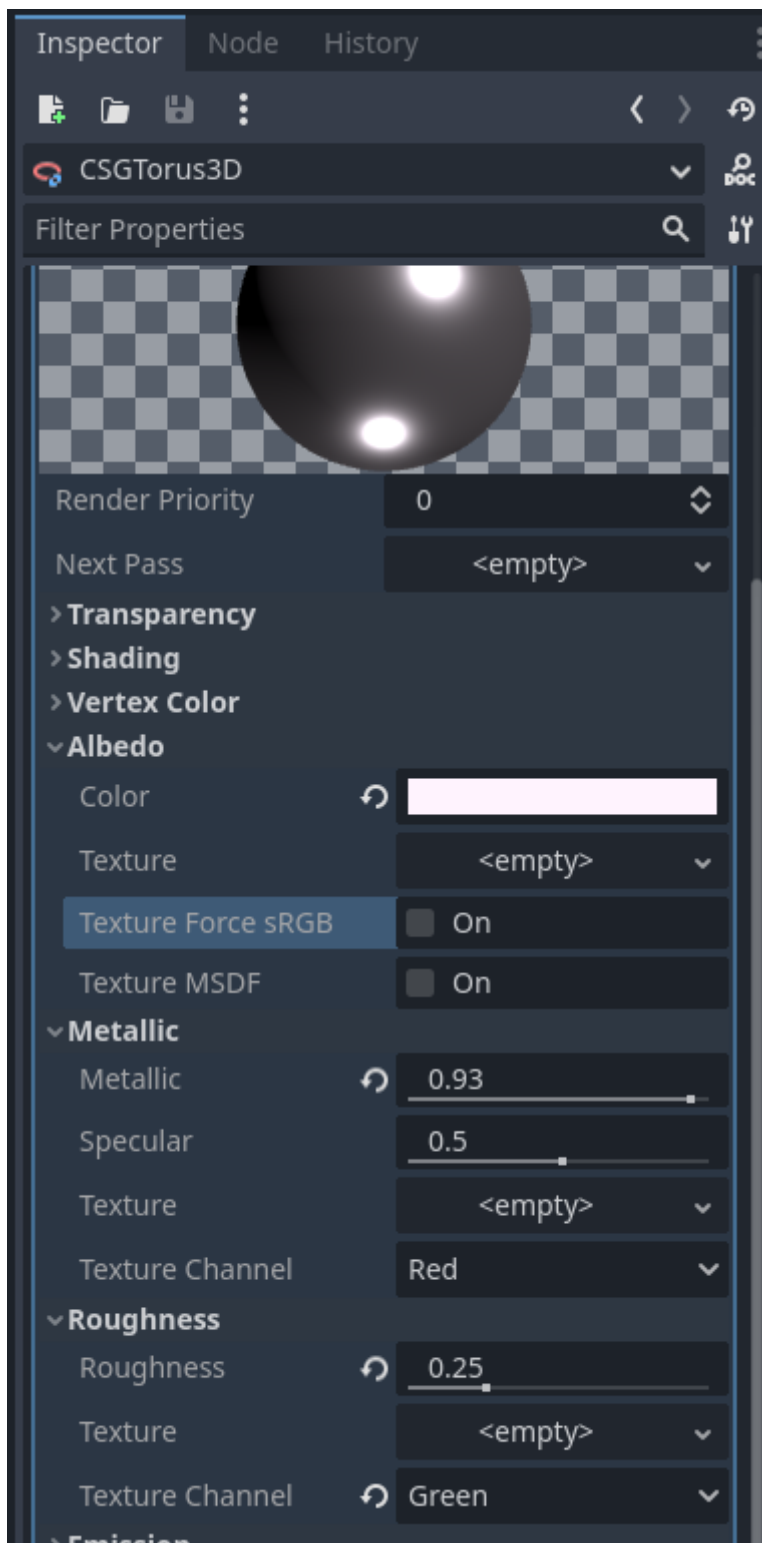 Inspector Node History
CSGTorus3D
DOC
Filter Properties
Render Priority 0
Next Pass <empty>
Transparency
Shading
Vertex Color
Albedo
Color
Texture <empty>
Texture Force sRGB On
Texture MSDF On
Metallic
Metallic 0.93
Specular 0.5
Texture <empty>
Texture Channel Red
Roughness
Roughness 0.25
Texture <empty>
Texture Channel Green
Emission